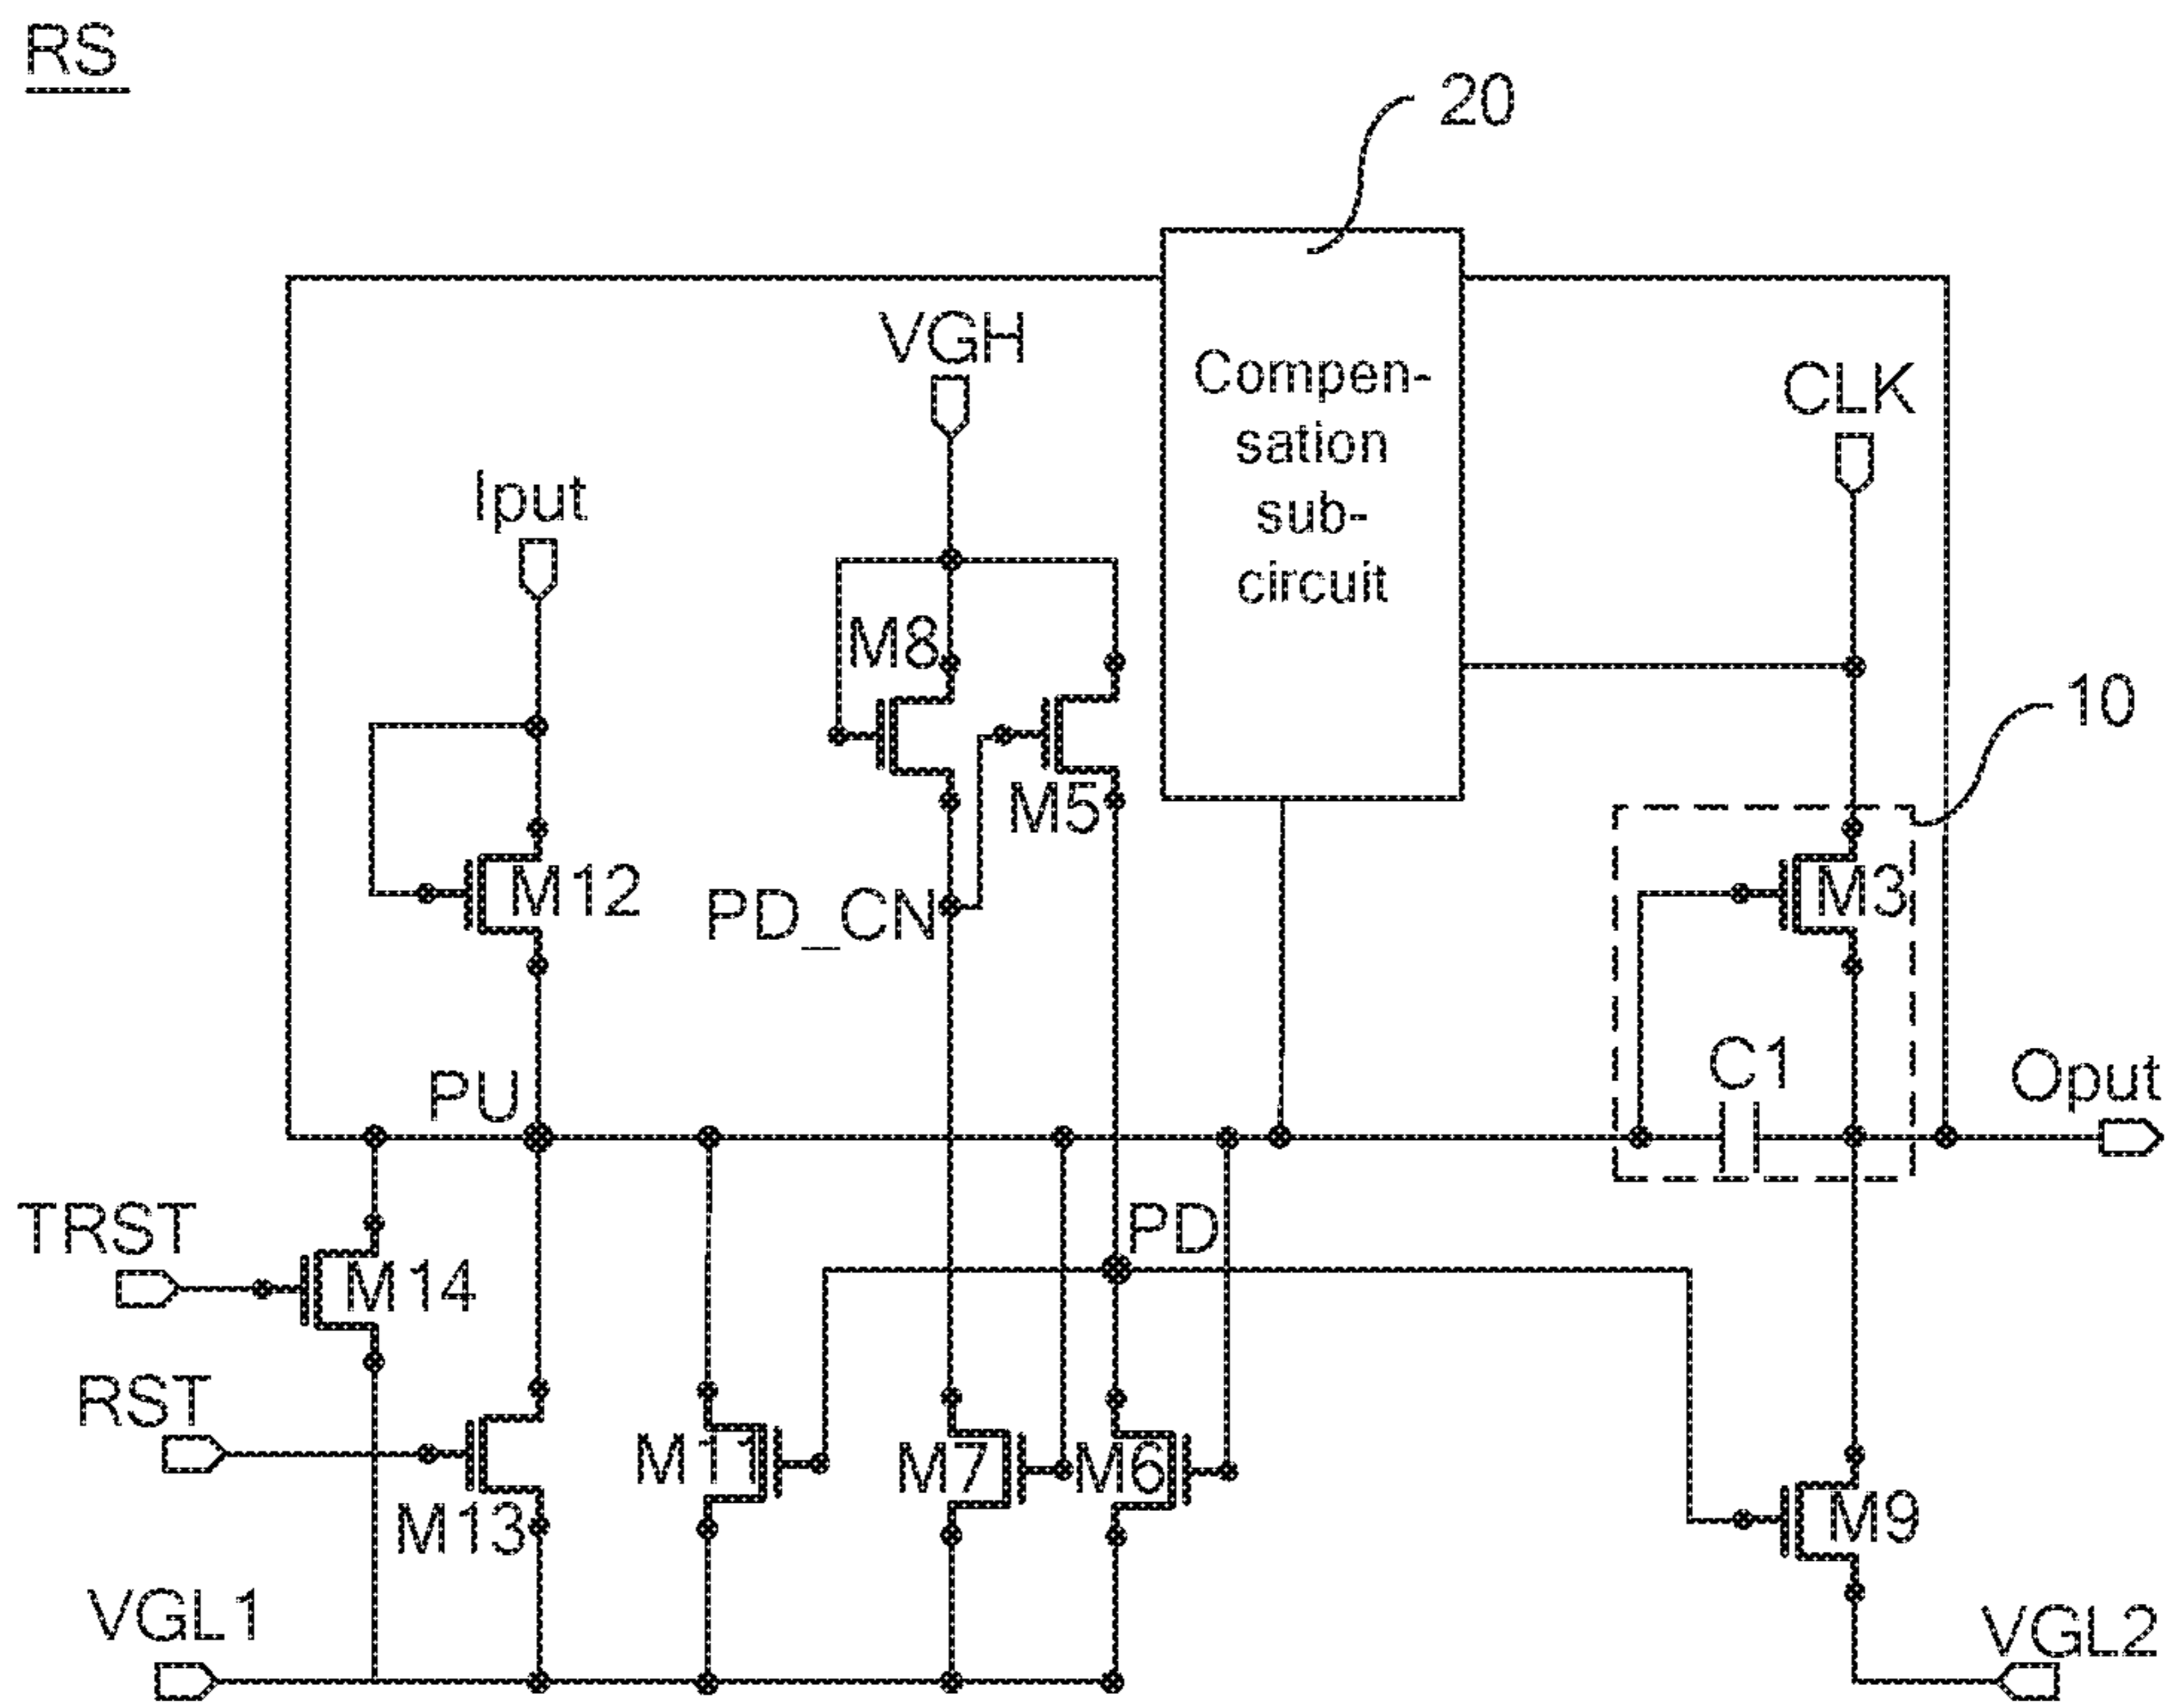 RS
20
VGH
Compen-
sation
sub-
circuit
CLK
Iput
M8
10
M5
M12
PD_CN
M3
C1
Oput
PU
TRST
PD
M14
RST
M11
M7
M6
M13
M9
VGL1
VGL2